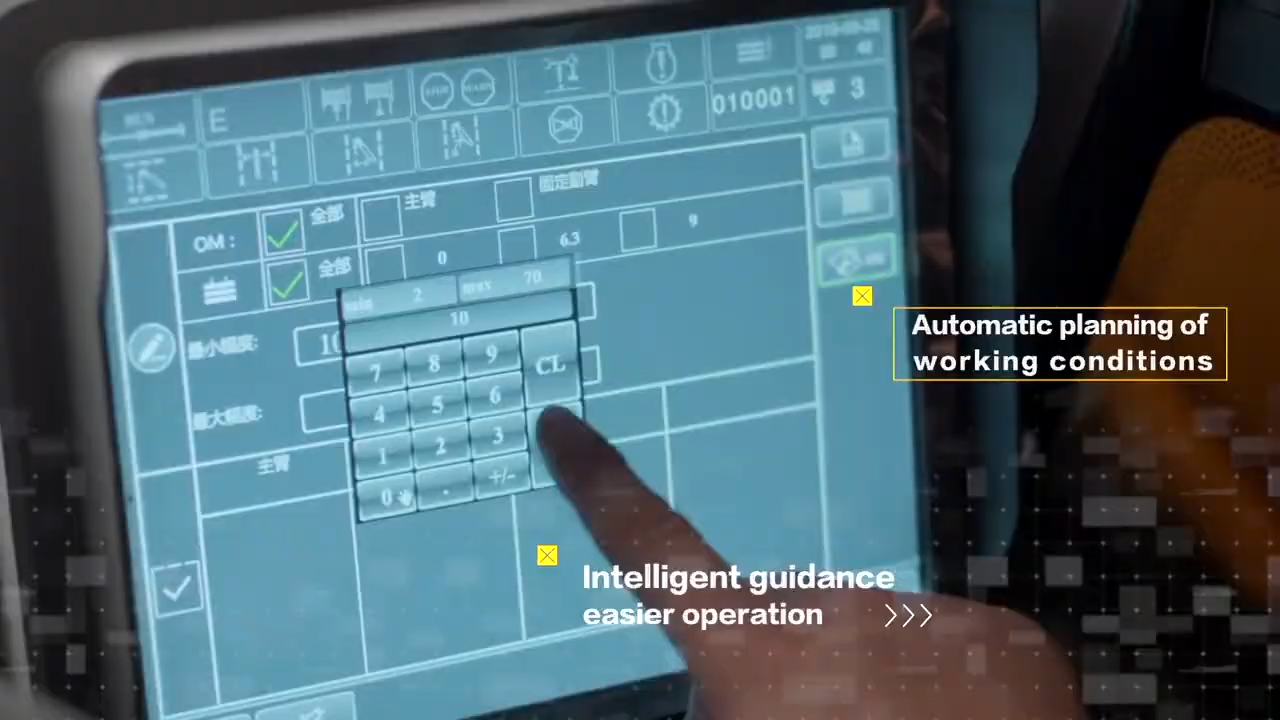 E
STOP
010001
3
OM :
全部
主臂
固定動臂
全部
0
6.3
9
min 2 max 70
10
最小幅度:
10
7 8 9 CL
4 5 6
1 2 3
0 . +/-
最大幅度:
主臂
Automatic planning of
working conditions
Intelligent guidance
easier operation